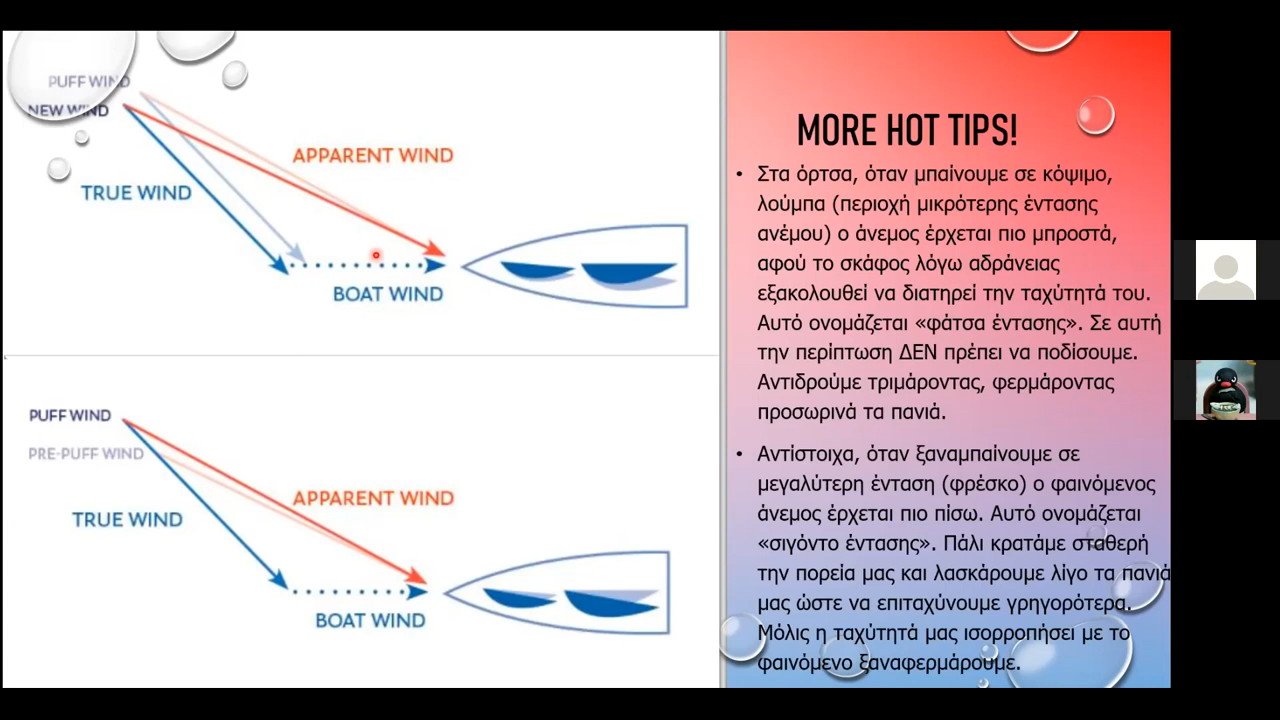 PUFF WIND
NEW WIND
APPARENT WIND
TRUE WIND
BOAT WIND
PUFF WIND
PRE-PUFF WIND
APPARENT WIND
TRUE WIND
BOAT WIND
MORE HOT TIPS!
• Στα όρτσα, όταν μπαίνουμε σε κόψιμο,
λούμπα (περιοχή μικρότερης έντασης
ανέμου) ο άνεμος έρχεται πιο μπροστά,
αφού το σκάφος λόγω αδράνειας
εξακολουθεί να διατηρεί την ταχύτητά του.
Αυτό ονομάζεται «φάτσα έντασης». Σε αυτή
την περίπτωση ΔΕΝ πρέπει να ποδίσουμε.
Αντιδρούμε τριμάροντας, φερμάροντας
προσωρινά τα πανιά.
• Αντίστοιχα, όταν ξαναμπαίνουμε σε
μεγαλύτερη ένταση (φρέσκο) ο φαινόμενος
άνεμος έρχεται πιο πίσω. Αυτό ονομάζεται
«σιγόντο έντασης». Πάλι κρατάμε σταθερή
την πορεία μας και λασκάρουμε λίγο τα πανιά
μας ώστε να επιταχύνουμε γρηγορότερα.
Μόλις η ταχύτητά μας ισορροπήσει με το
φαινόμενο ξαναφερμάρουμε.